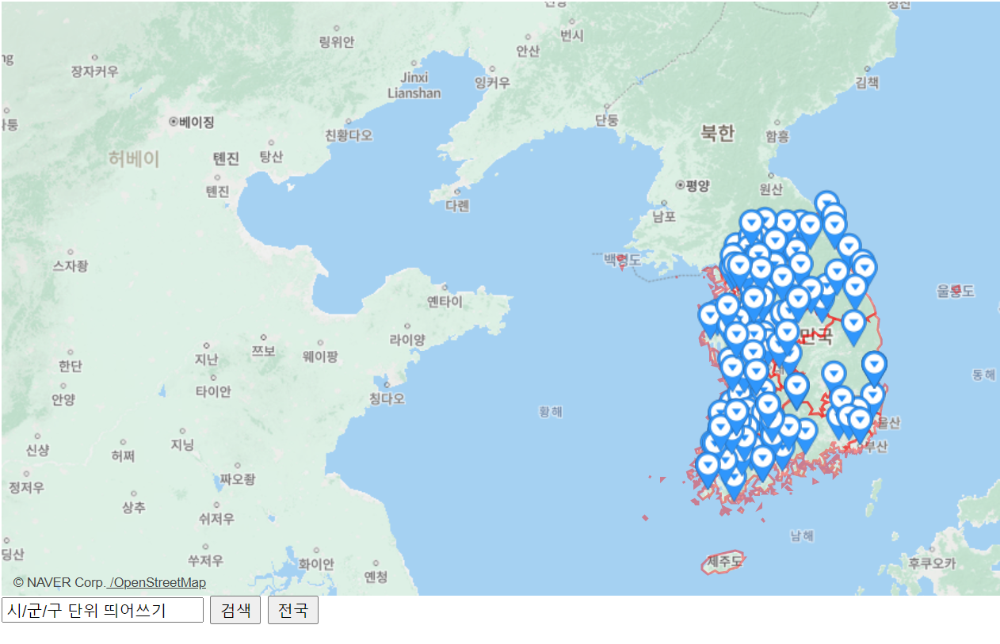 청진
링위안
번시
안산
ng
장자커우
Jinxi
Lianshan
잉커우
김책
다퉁
베이징
친황다오
단둥
북한
함흥
허베이
톈진
탕산
톈진
평양
원산
다롄
남포
스자좡
백령도
울릉도
옌타이
라이양
쯔보
웨이팡
지난
한단
만국
타이안
칭다오
안양
동해
황해
울산
부산
신샹
허쩌
지닝
정저우
짜오좡
상추
쉬저우
남해
딩산
쑤저우
화이안
옌청
제주도
후쿠오카
© NAVER Corp. /OpenStreetMap
시/군/구 단위 띄어쓰기 검색 전국